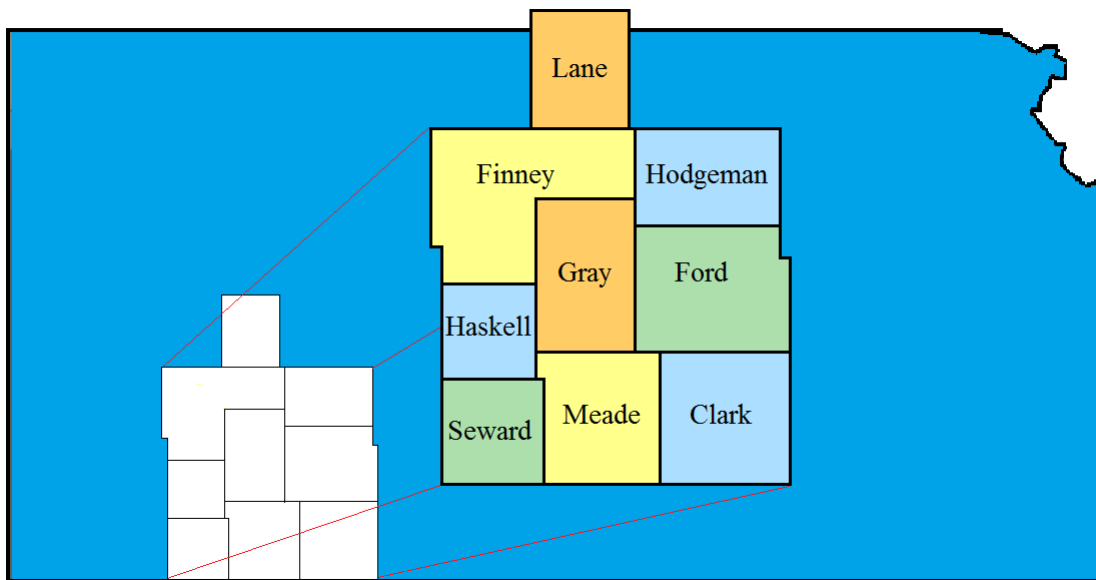 Lane
Finney
Hodgeman
Gray
Ford
Haskell
Seward
Meade
Clark